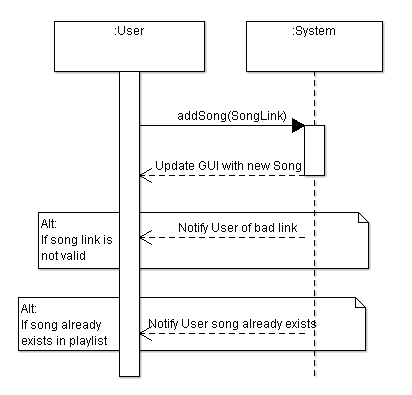 :User
:System
addSong(SongLink)
Update GUI with new Song
Alt:
If song link is
not valid
Notify User of bad link
Alt:
If song already
exists in playlist
Notify User song already exists